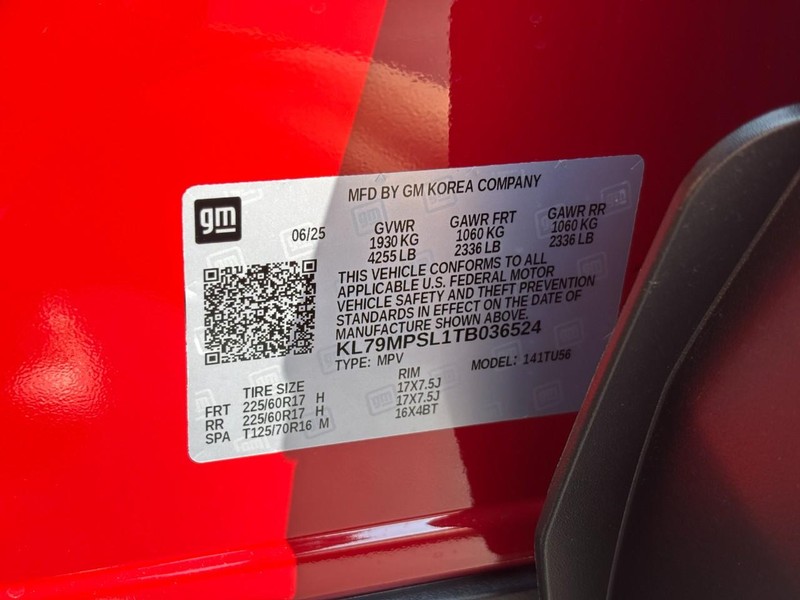 MFD BY GM KOREA COMPANY
gm
06/25
GVWR GAWR FRT GAWR RR
1930 KG 1060 KG 1060 KG
4255 LB 2336 LB 2336 LB
THIS VEHICLE CONFORMS TO ALL
APPLICABLE U.S. FEDERAL MOTOR
VEHICLE SAFETY AND THEFT PREVENTION
STANDARDS IN EFFECT ON THE DATE OF
MANUFACTURE SHOWN ABOVE.
KL79MPSL1TB036524
TYPE: MPV MODEL: 141TU56
TIRE SIZE RIM
FRT 225/60R17 H 17X7.5J
RR 225/60R17 H 17X7.5J
SPA T125/70R16 M 16X4BT